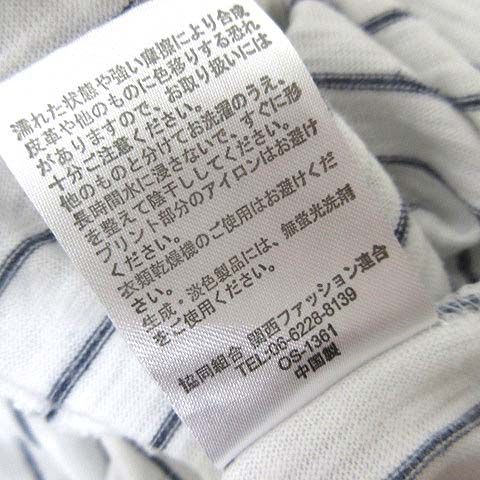 濡れた状態や強い摩擦により合成
皮革や他のものに色移りする恐れ
がありますので、お取り扱いには
十分ご注意ください。
他のものと分けてお洗濯のうえ、
長時間水に浸さないで、すぐに形
を整えて陰干ししてください。
プリント部分のアイロンはお避け
ください。
衣類乾燥機のご使用はお避けくだ
さい。
生成・淡色製品には、無蛍光洗剤
をご使用ください。
協同組合 関西ファッション連合
TEL:06-6228-8139
OS-1361
中国製